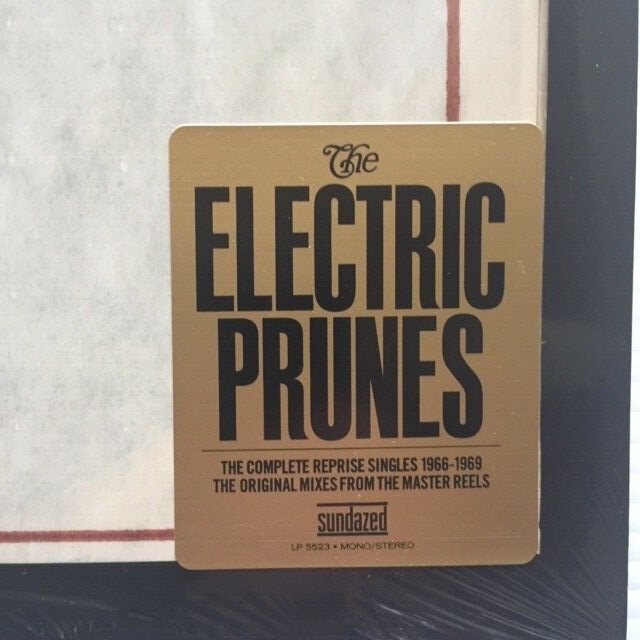 The
ELECTRIC
PRUNES
THE COMPLETE REPRISE SINGLES 1966-1969
THE ORIGINAL MIXES FROM THE MASTER REELS
sundazed
LP 5523 • MONO/STEREO